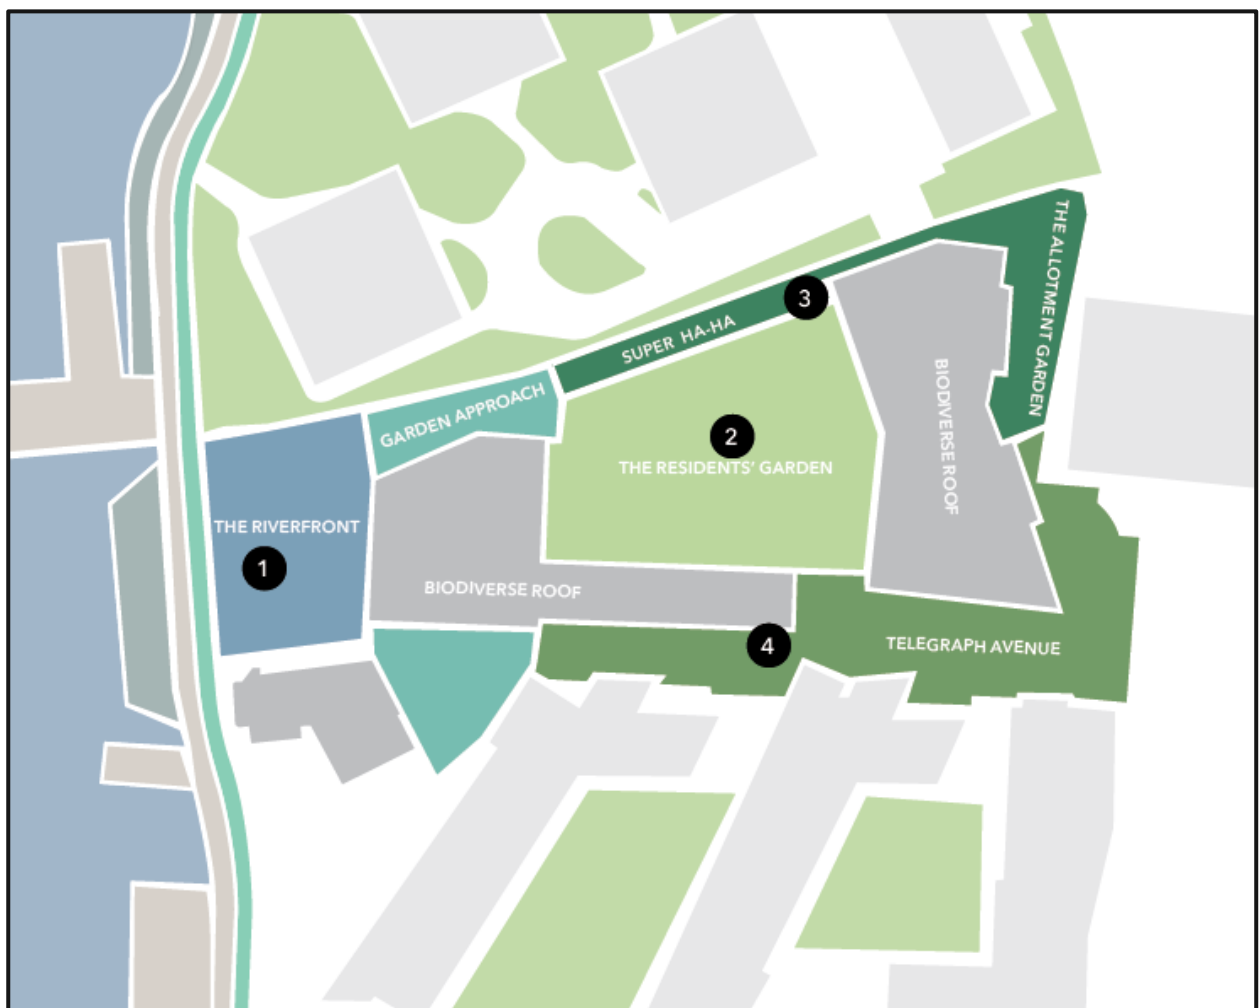 THE ALLOTMENT GARDEN
3
SUPER HA-HA
GARDEN APPROACH
BIODIVERSE ROOF
2
THE RESIDENTS' GARDEN
THE RIVERFRONT
1
BIODIVERSE ROOF
4
TELEGRAPH AVENUE